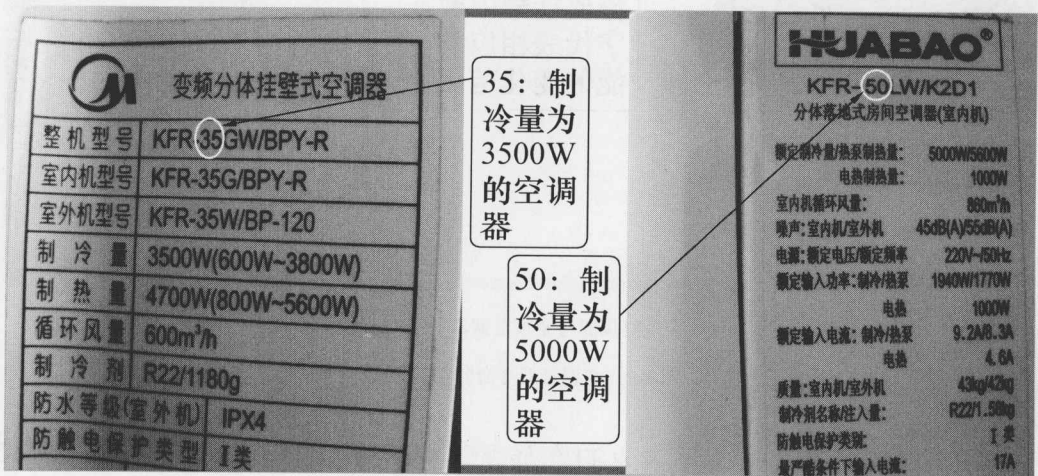 变频分体挂壁式空调器
整机型号 KFR-35GW/BPY-R
室内机型号 KFR-35G/BPY-R
室外机型号 KFR-35W/BP-120
制冷量 3500W(600W~3800W)
制热量 4700W(800W~5600W)
循环风量 600m³/h
制冷剂 R22/1180g
防水等级(室外机) IPX4
防触电保护类型 I类
35：制
冷量为
3500W
的空调
器
50：制
冷量为
5000W
的空调
器
HUABAO®
KFR-50LW/K2D1
分体落地式房间空调器(室内机)
额定制冷量/热泵制热量： 5000W/5600W
电热制热量： 1000W
室内机循环风量： 860m³/h
噪声：室内机/室外机 45dB(A)/55dB(A)
电源：额定电压/额定频率 220V~/50Hz
额定输入功率：制冷/热泵 1940W/1770W
电热 1000W
额定输入电流：制冷/热泵 9.2A/8.3A
电热 4.6A
质量：室内机/室外机 43kg/42kg
制冷剂名称/注入量： R22/1.58kg
防触电保护类别： I类
最严酷条件下输入电流： 17A